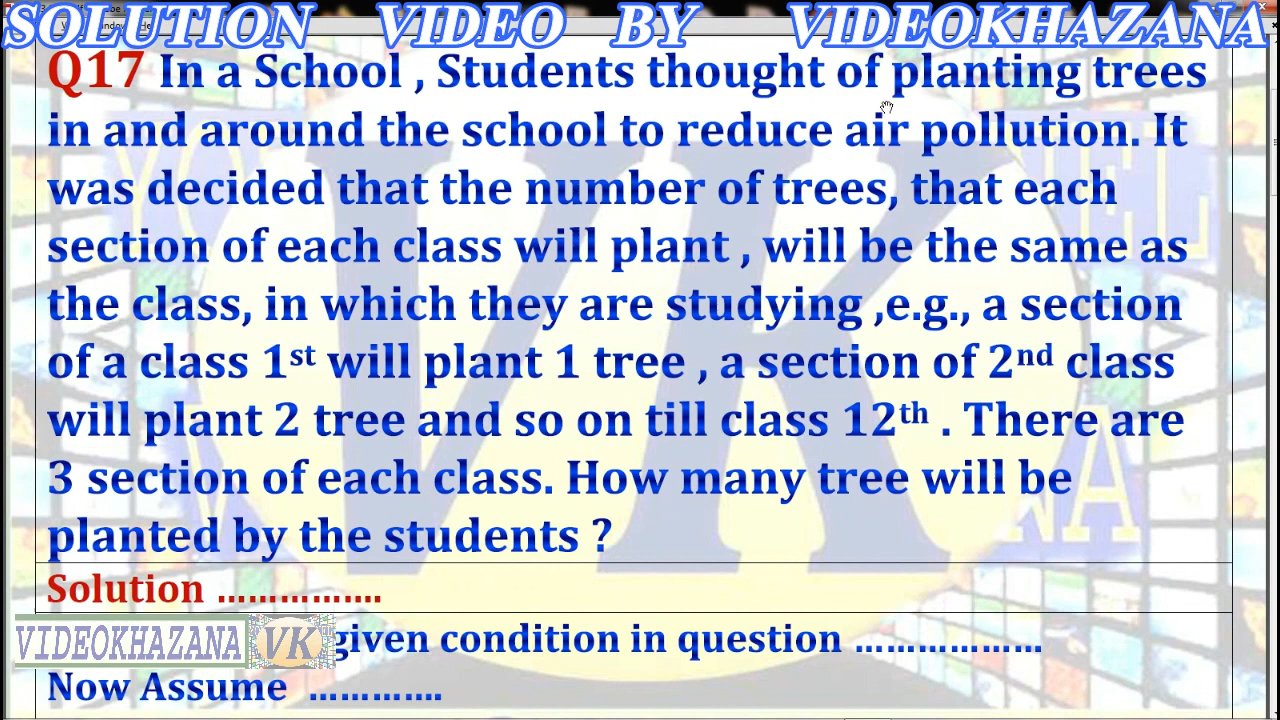 SOLUTION VIDEO BY VIDEOKHAZANA
Q17 In a School , Students thought of planting trees
in and around the school to reduce air pollution. It
was decided that the number of trees, that each
section of each class will plant , will be the same as
the class, in which they are studying ,e.g., a section
of a class 1st will plant 1 tree , a section of 2nd class
will plant 2 tree and so on till class 12th . There are
3 section of each class. How many tree will be
planted by the students ?
Solution …………….
VIDEOKHAZANA VK given condition in question ………………
Now Assume ………….